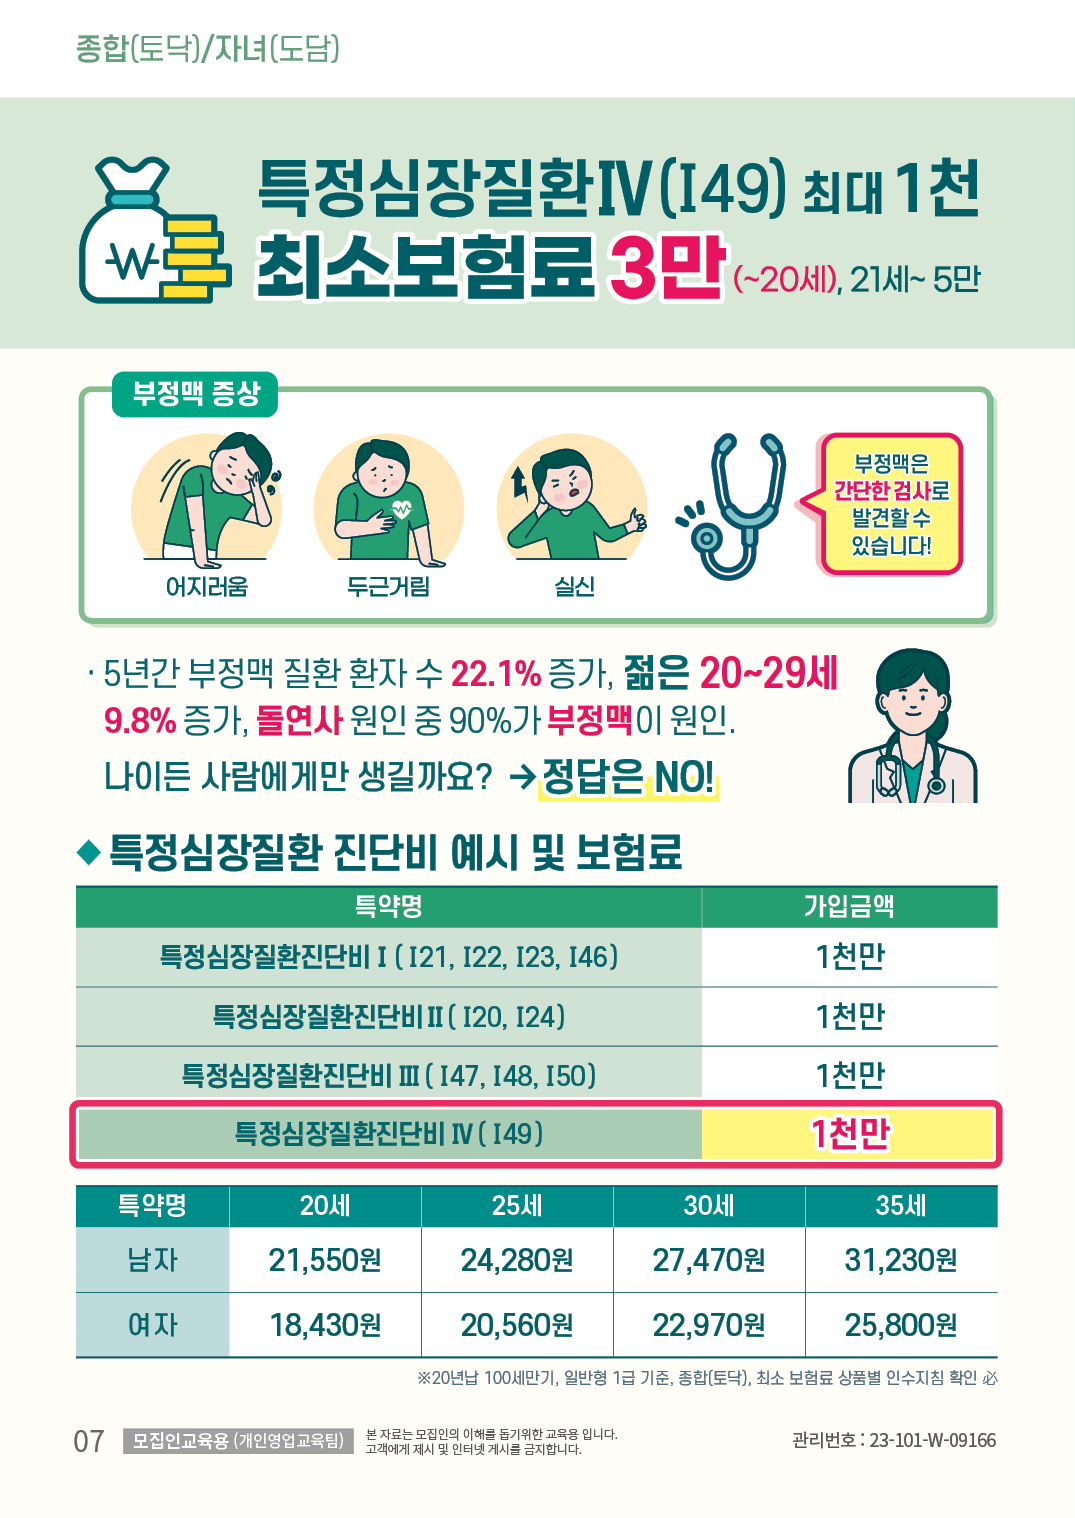 종합(토닥)/자녀(도담)
특정심장질환Ⅳ(I49) 최대 1천
최소보험료 3만 (~20세), 21세~ 5만
부정맥 증상
어지러움
두근거림
실신
부정맥은
간단한 검사로
발견할 수
있습니다!
· 5년간 부정맥 질환 환자 수 22.1% 증가, 젊은 20~29세
9.8% 증가, 돌연사 원인 중 90%가 부정맥이 원인.
나이든 사람에게만 생길까요? →정답은 NO!
◆ 특정심장질환 진단비 예시 및 보험료
특약명 가입금액
특정심장질환진단비 Ⅰ ( I21, I22, I23, I46) 1천만
특정심장질환진단비 Ⅱ ( I20, I24) 1천만
특정심장질환진단비 Ⅲ ( I47, I48, I50) 1천만
특정심장질환진단비 Ⅳ ( I49) 1천만
특약명 20세 25세 30세 35세
남자 21,550원 24,280원 27,470원 31,230원
여자 18,430원 20,560원 22,970원 25,800원
※20년납 100세만기, 일반형 1급 기준, 종합(토닥), 최소 보험료 상품별 인수지침 확인 必
07 모집인교육용 (개인영업교육팀)
본 자료는 모집인의 이해를 돕기위한 교육용 입니다.
고객에게 제시 및 인터넷 게시를 금지합니다.
관리번호 : 23-101-W-09166